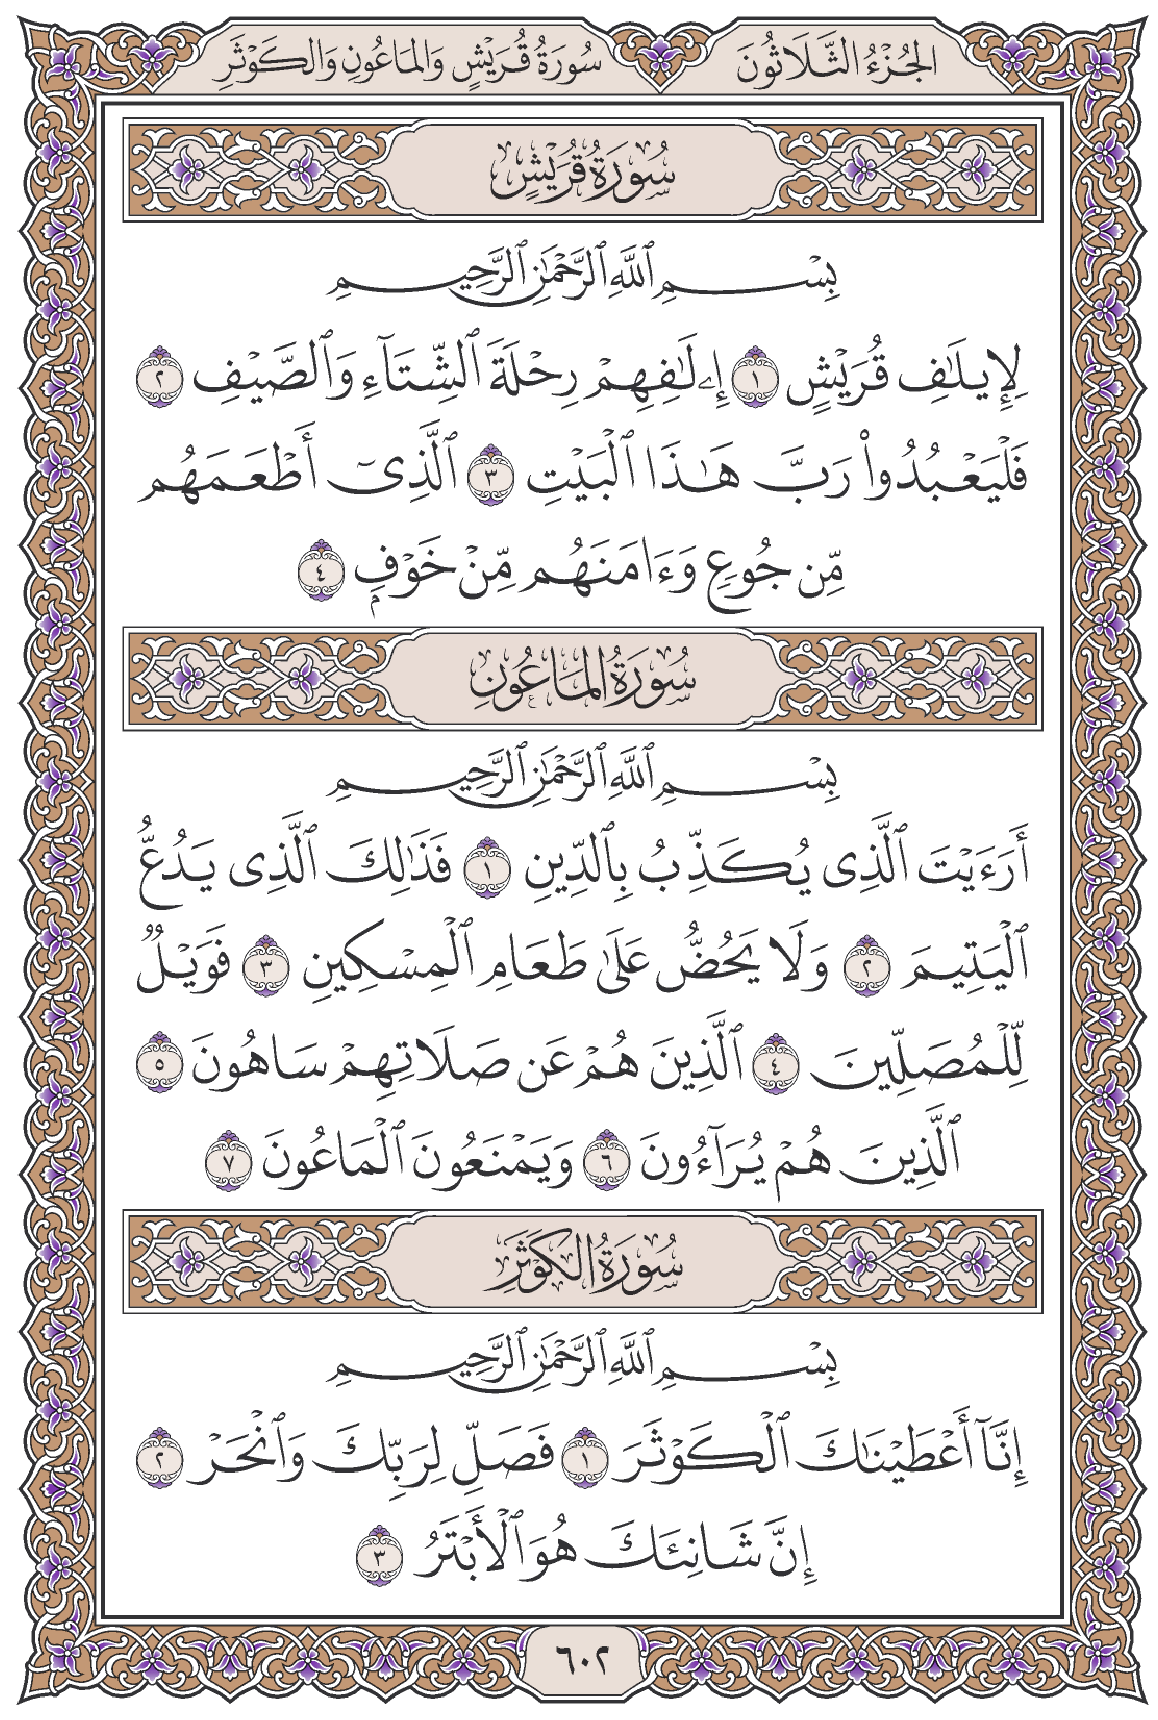 الجُزْءُ الثَّلَاثُونَ
سُورَةُ قُرَيْشٍ وَالمَاعُونِ وَالكَوْثَرِ
سُورَةُ قُرَيْشٍ
بِسْمِ ٱللَّهِ ٱلرَّحْمَٰنِ ٱلرَّحِيمِ
لِإِيلَٰفِ قُرَيْشٍ ١ إِۦلَٰفِهِمْ رِحْلَةَ ٱلشِّتَآءِ وَٱلصَّيْفِ ٢
فَلْيَعْبُدُوا۟ رَبَّ هَٰذَا ٱلْبَيْتِ ٣ ٱلَّذِىٓ أَطْعَمَهُم
مِّن جُوعٍ وَءَامَنَهُم مِّنْ خَوْفٍۭ ٤
سُورَةُ المَاعُونِ
بِسْمِ ٱللَّهِ ٱلرَّحْمَٰنِ ٱلرَّحِيمِ
أَرَءَيْتَ ٱلَّذِى يُكَذِّبُ بِٱلدِّينِ ١ فَذَٰلِكَ ٱلَّذِى يَدُعُّ
ٱلْيَتِيمَ ٢ وَلَا يَحُضُّ عَلَىٰ طَعَامِ ٱلْمِسْكِينِ ٣ فَوَيْلٌ
لِّلْمُصَلِّينَ ٤ ٱلَّذِينَ هُمْ عَن صَلَاتِهِمْ سَاهُونَ ٥
ٱلَّذِينَ هُمْ يُرَآءُونَ ٦ وَيَمْنَعُونَ ٱلْمَاعُونَ ٧
سُورَةُ الكَوْثَرِ
بِسْمِ ٱللَّهِ ٱلرَّحْمَٰنِ ٱلرَّحِيمِ
إِنَّآ أَعْطَيْنَٰكَ ٱلْكَوْثَرَ ١ فَصَلِّ لِرَبِّكَ وَٱنْحَرْ ٢
إِنَّ شَانِئَكَ هُوَ ٱلْأَبْتَرُ ٣
٦٠٢